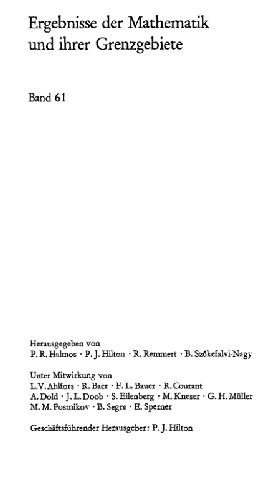 Ergebnisse der Mathematik
und ihrer Grenzgebiete
Band 61
Herausgegeben von
P. R. Halmos · P. J. Hilton · R. Remmert · B. Szőkefalvi-Nagy
Unter Mitwirkung von
L. V. Ahlfors · R. Baer · F. L. Bauer · R. Courant
A. Dold · J. L. Doob · S. Eilenberg · M. Kneser · G. H. Müller
M. M. Postnikov · B. Segre · E. Sperner
Geschäftsführender Herausgeber: P. J. Hilton